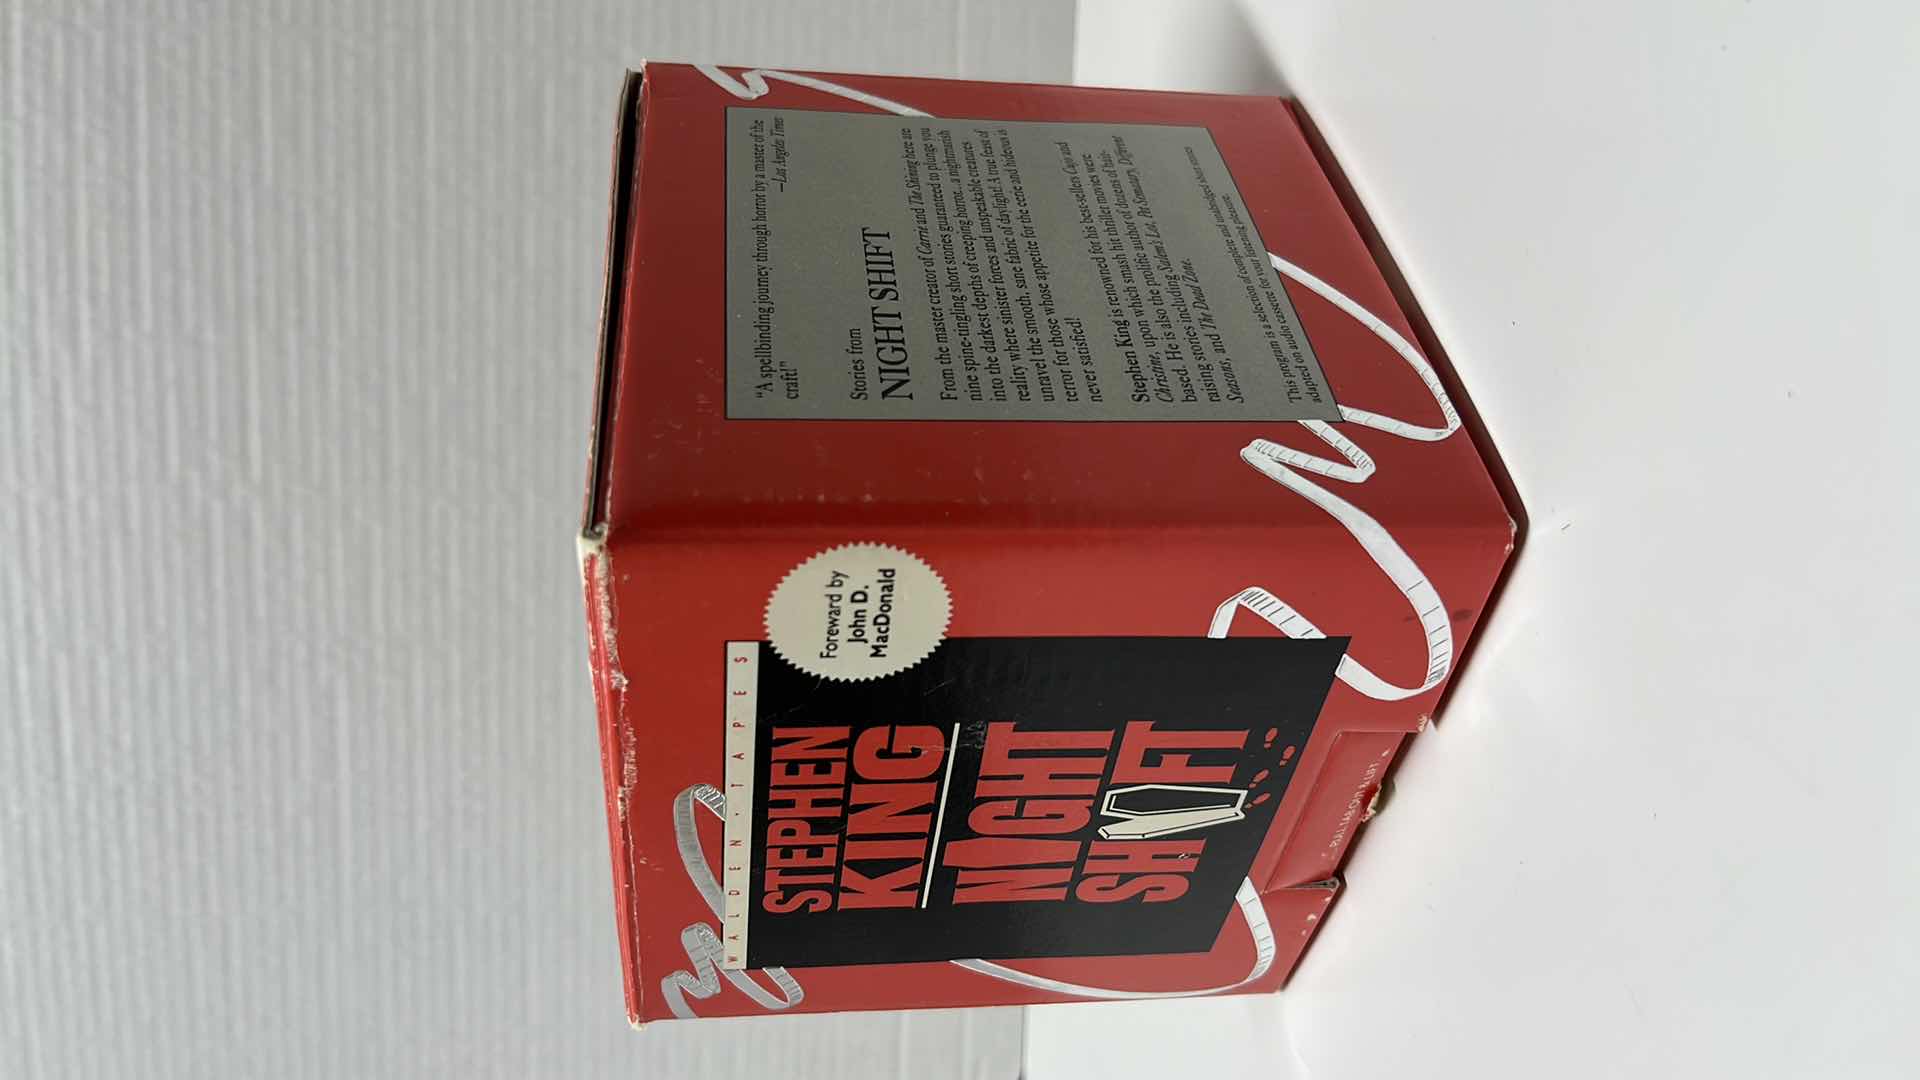 WALDEN · TAPES
STEPHEN
KING
NIGHT
SHIFT
Foreward by
John D.
MacDonald
PULL TAB OUT & LIFT
“A spellbinding journey through horror by a master of the
craft!”
—Los Angeles Times
Stories from
NIGHT SHIFT
From the master creator of Carrie and The Shining here are
nine spine-tingling short stories guaranteed to plunge you
into the darkest depths of creeping horror...a nightmarish
reality where sinister forces and unspeakable creatures
unravel the smooth, sane fabric of daylight! A true feast of
terror for those whose appetite for the eerie and hideous is
never satisfied!
Stephen King is renowned for his best-sellers Cujo and
Christine, upon which smash hit thriller movies were
based. He is also the prolific author of dozens of hair-
raising stories including Salem's Lot, Pet Sematary, Different
Seasons, and The Dead Zone.
This program is a selection of complete and unabridged short stories
adapted on audio cassette for your listening pleasure.